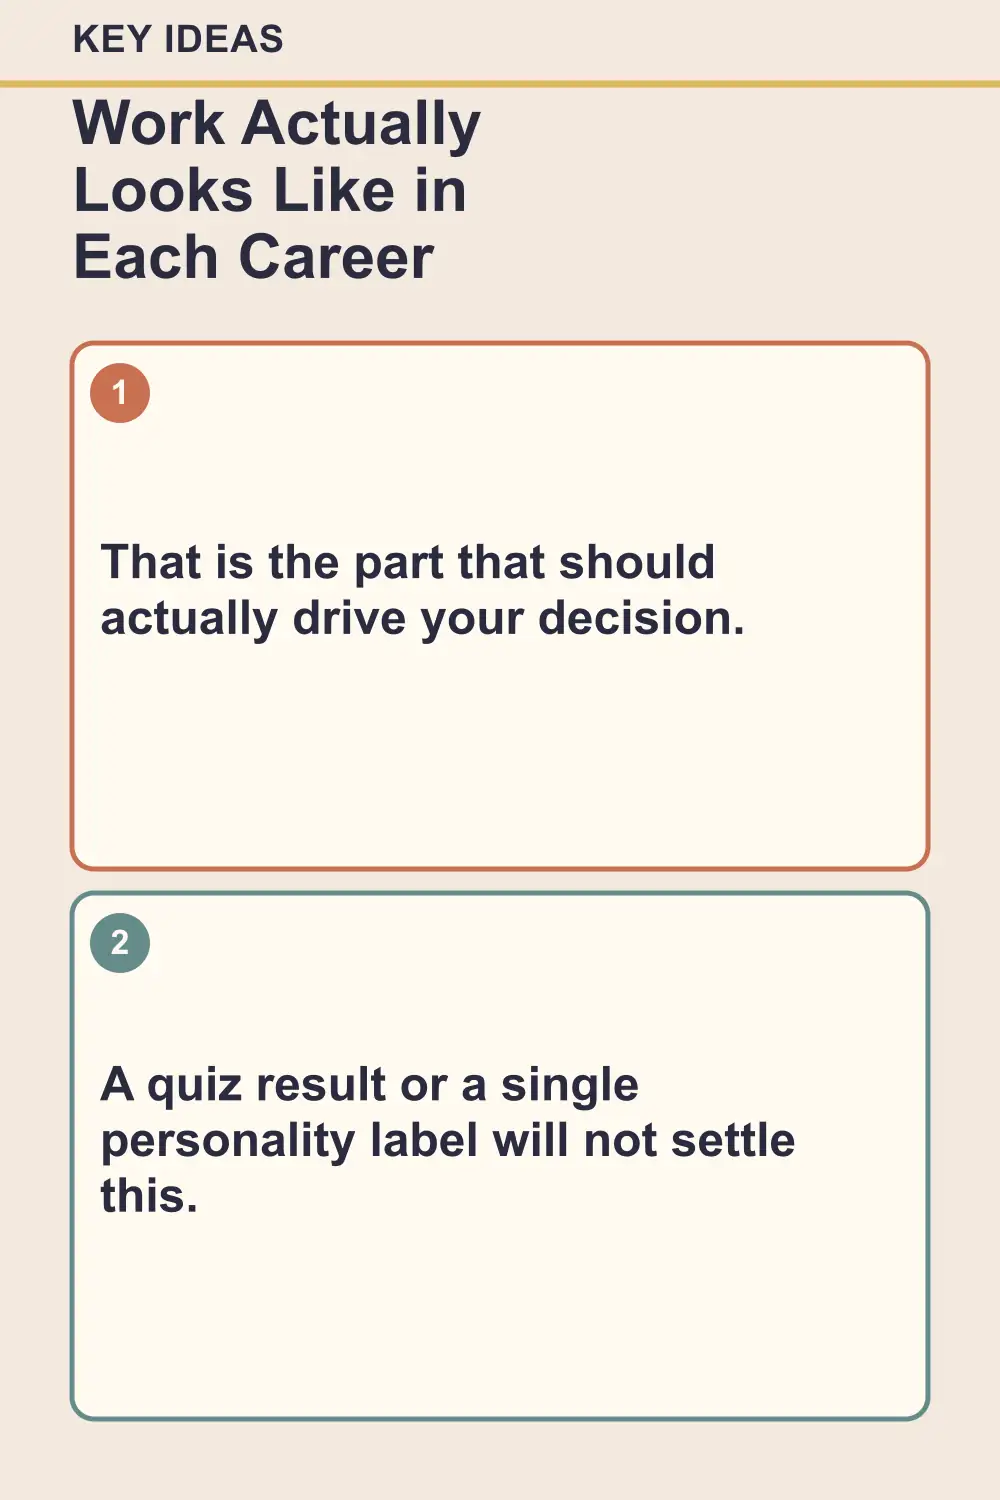 KEY IDEAS
Work Actually
Looks Like in
Each Career
1
That is the part that should
actually drive your decision.
2
A quiz result or a single
personality label will not settle
this.